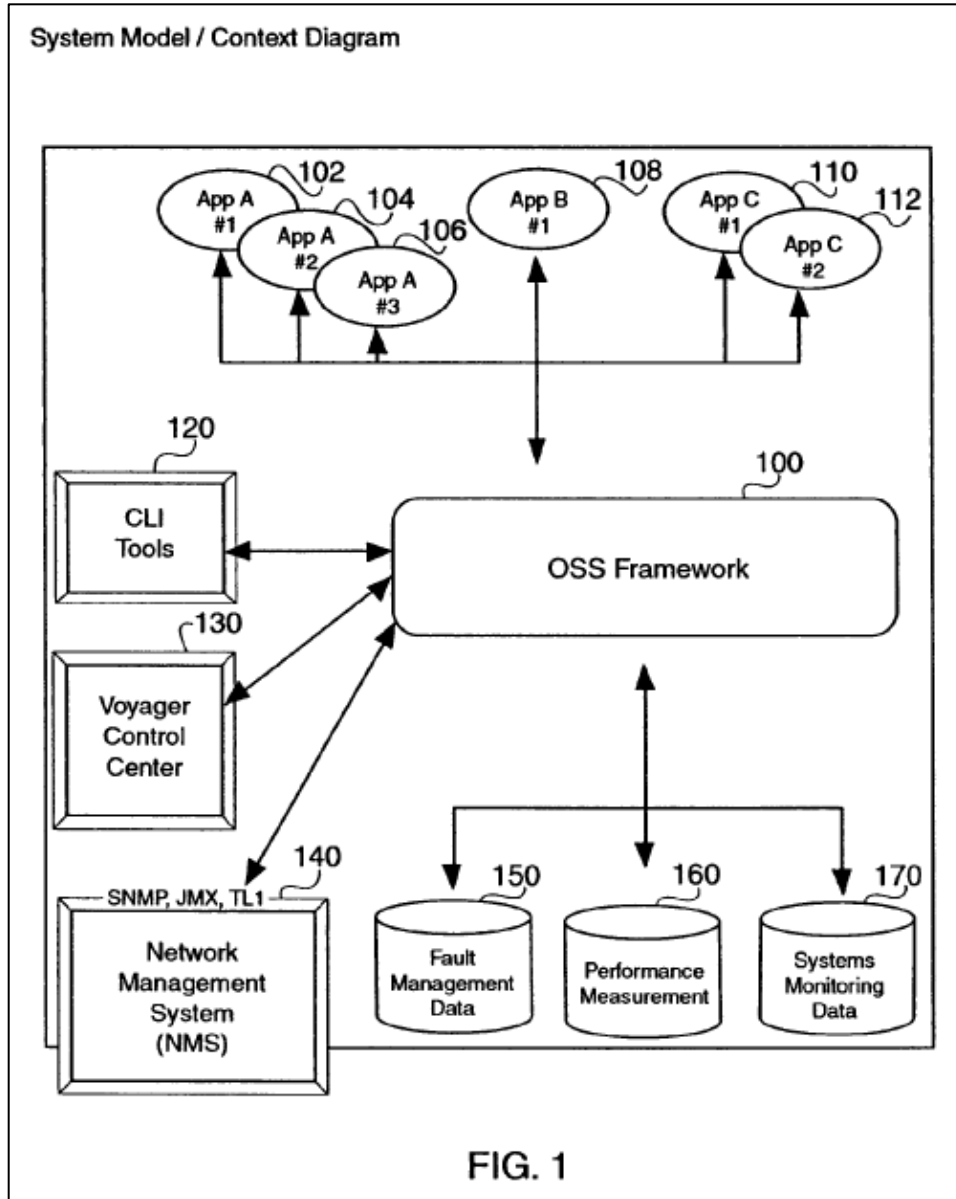 System Model / Context Diagram
102
App A
#1
104
App A
#2
106
App A
#3
108
App B
#1
110
App C
#1
112
App C
#2
120
CLI
Tools
100
OSS Framework
130
Voyager
Control
Center
140
SNMP, JMX, TL1
Network
Management
System
(NMS)
150
Fault
Management
Data
160
Performance
Measurement
170
Systems
Monitoring
Data
FIG. 1